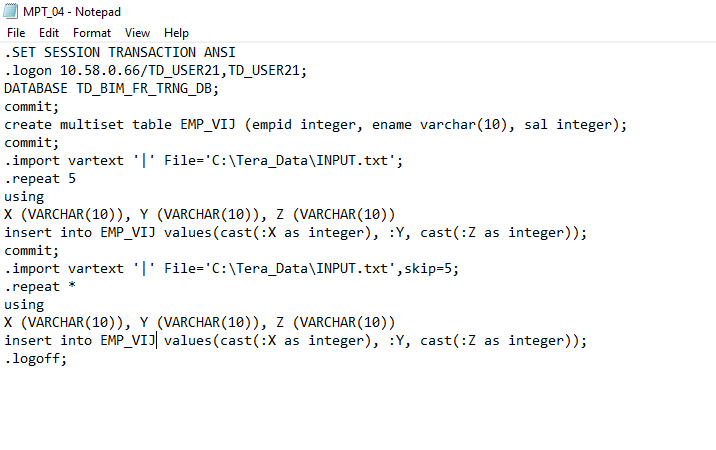 MPT_04 - Notepad
File Edit Format View Help
.SET SESSION TRANSACTION ANSI
.logon 10.58.0.66/TD_USER21,TD_USER21;
DATABASE TD_BIM_FR_TRNG_DB;
commit;
create multiset table EMP_VIJ (empid integer, ename varchar(10), sal integer);
commit;
.import vartext '|' File='C:\Tera_Data\INPUT.txt';
.repeat 5
using
X (VARCHAR(10)), Y (VARCHAR(10)), Z (VARCHAR(10))
insert into EMP_VIJ values(cast(:X as integer), :Y, cast(:Z as integer));
commit;
.import vartext '|' File='C:\Tera_Data\INPUT.txt',skip=5;
.repeat *
using
X (VARCHAR(10)), Y (VARCHAR(10)), Z (VARCHAR(10))
insert into EMP_VIJ values(cast(:X as integer), :Y, cast(:Z as integer));
.logoff;